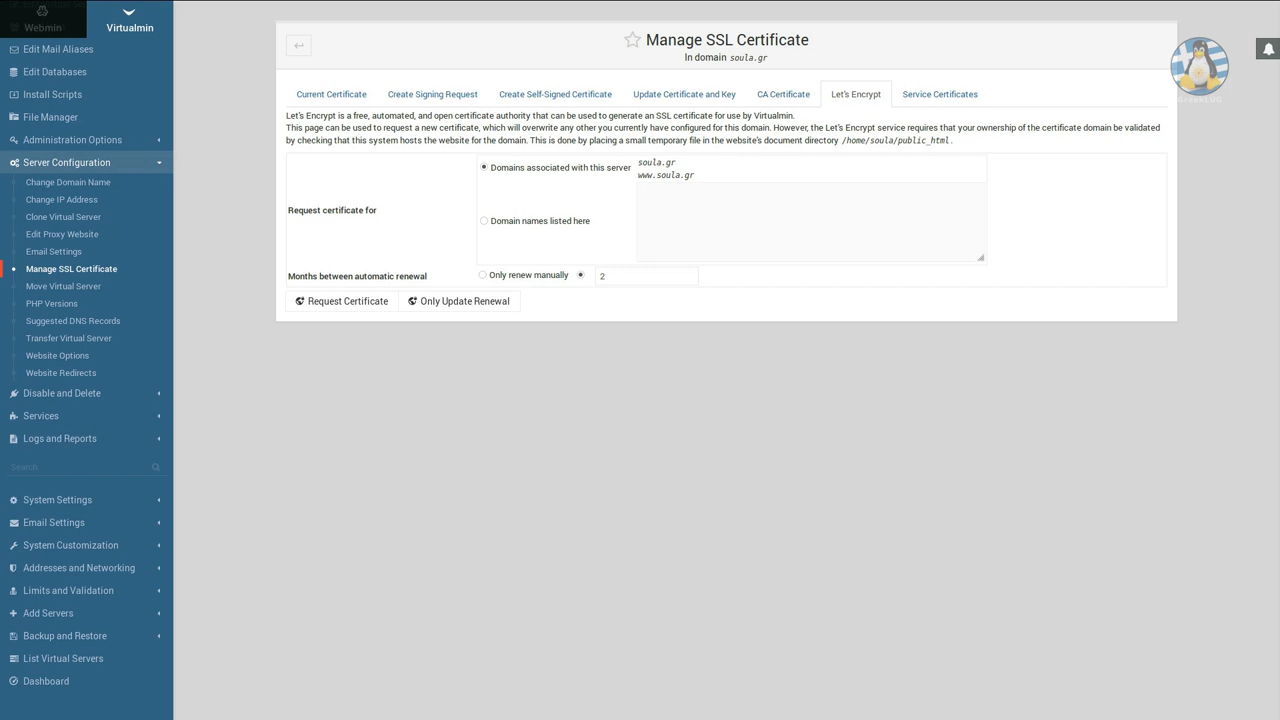 Webmin
Virtualmin
Edit Mail Aliases
Edit Databases
Install Scripts
File Manager
Administration Options
Server Configuration
Change Domain Name
Change IP Address
Clone Virtual Server
Edit Proxy Website
Email Settings
Manage SSL Certificate
Move Virtual Server
PHP Versions
Suggested DNS Records
Transfer Virtual Server
Website Options
Website Redirects
Disable and Delete
Services
Logs and Reports
Search
System Settings
Email Settings
System Customization
Addresses and Networking
Limits and Validation
Add Servers
Backup and Restore
List Virtual Servers
Dashboard
Manage SSL Certificate
In domain soula.gr
Current Certificate
Create Signing Request
Create Self-Signed Certificate
Update Certificate and Key
CA Certificate
Let's Encrypt
Service Certificates
Let's Encrypt is a free, automated, and open certificate authority that can be used to generate an SSL certificate for use by Virtualmin.
This page can be used to request a new certificate, which will overwrite any other you currently have configured for this domain. However, the Let's Encrypt service requires that your ownership of the certificate domain be validated
by checking that this system hosts the website for the domain. This is done by placing a small temporary file in the website's document directory /home/soula/public_html.
Request certificate for
Domains associated with this server
soula.gr
www.soula.gr
Domain names listed here
Months between automatic renewal
Only renew manually
2
Request Certificate
Only Update Renewal
GreekLUG